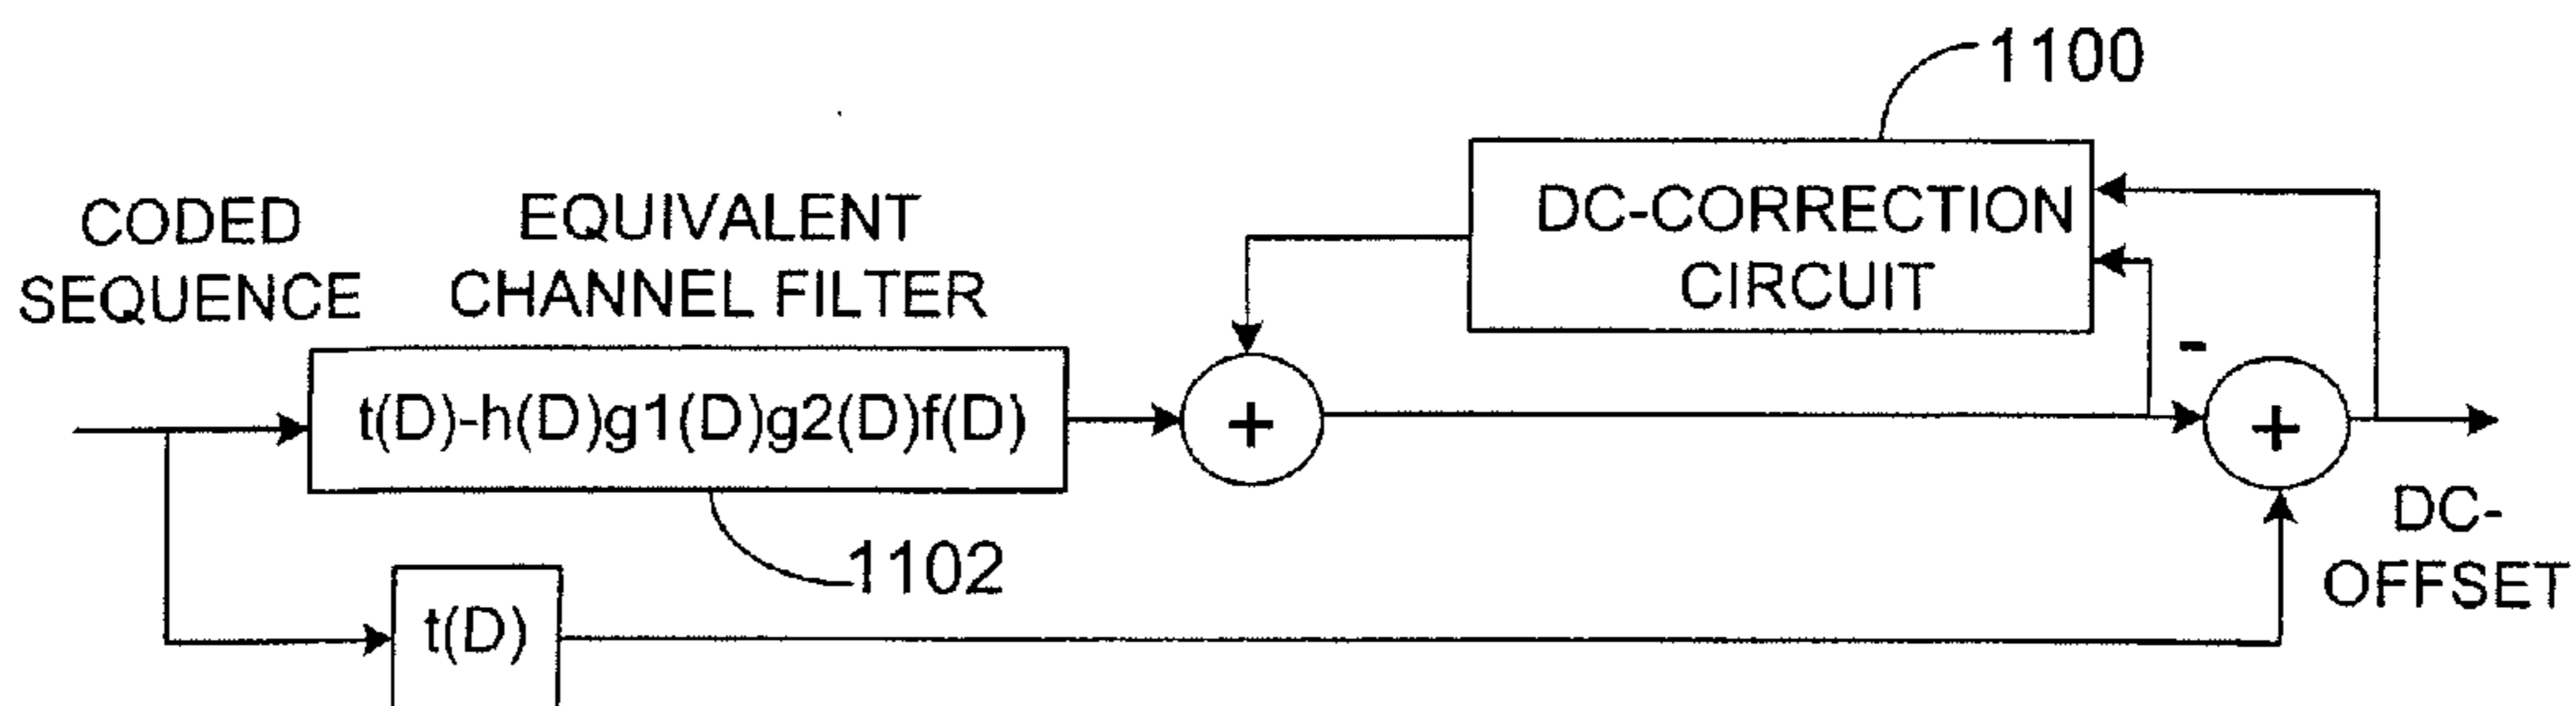 1100
CODED
SEQUENCE
EQUIVALENT
CHANNEL FILTER
DC-CORRECTION
CIRCUIT
t(D)-h(D)g1(D)g2(D)f(D)
+
-
+
1102
DC-
OFFSET
t(D)